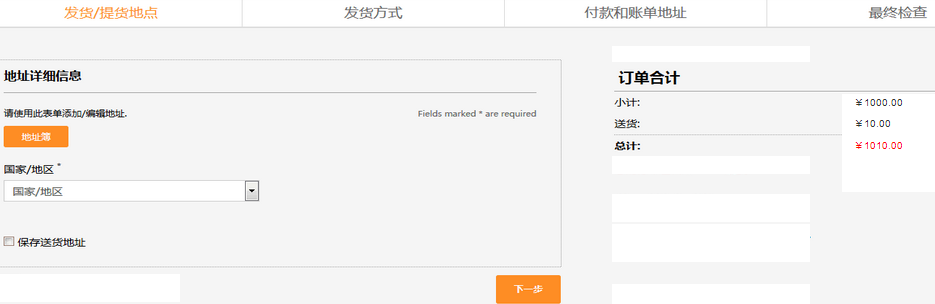 发货/提货地点
发货方式
付款和账单地址
最终检查
地址详细信息
请使用此表单添加/编辑地址.
Fields marked * are required
地址簿
国家/地区 *
国家/地区
保存送货地址
下一步
订单合计
小计: ￥1000.00
送货: ￥10.00
总计: ￥1010.00